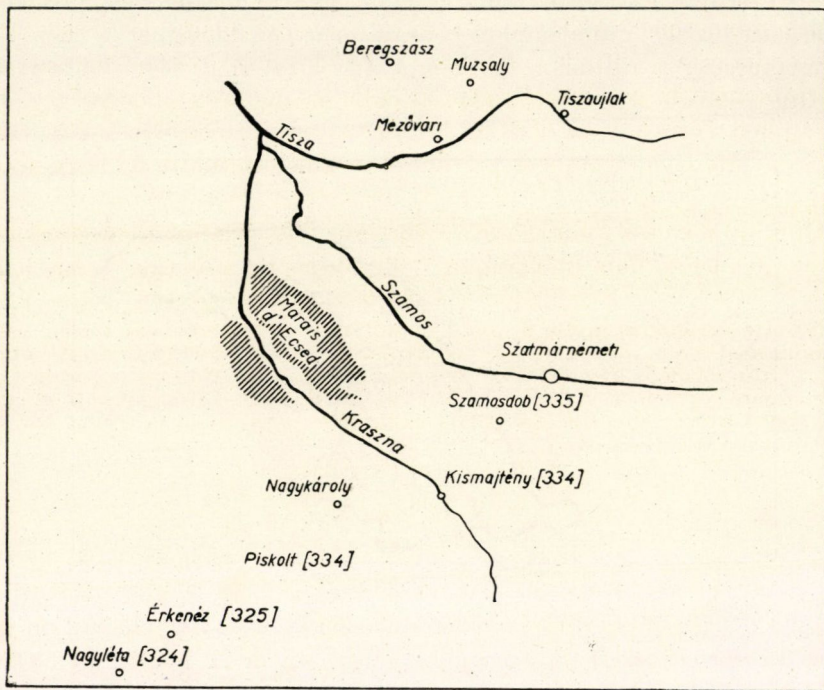 Beregszász
Muzsaly
Tiszaujlak
Mezővári
Tisza
Marais
d'Ecsed
Szamos
Szatmárnémeti
Szamosdob [335]
Kraszna
Kismajtény [334]
Nagykároly
Piskolt [334]
Érkenéz [325]
Nagyléta [324]